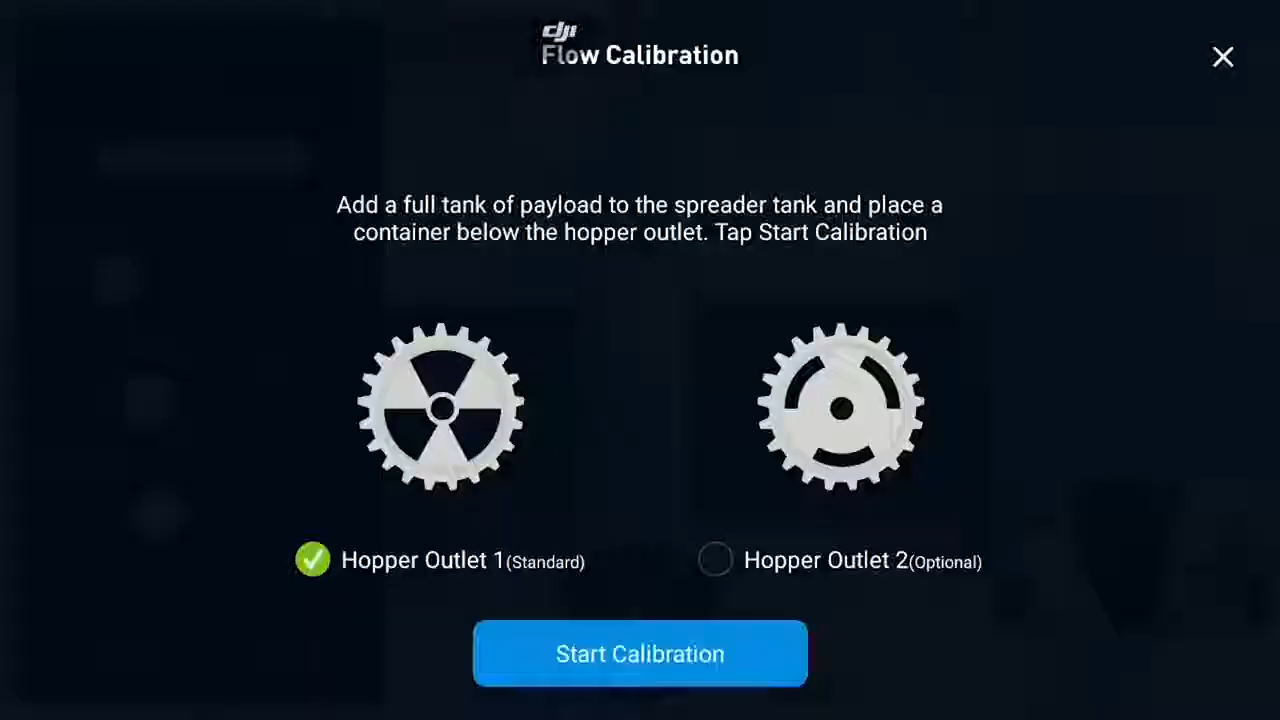 dji
Flow Calibration
Add a full tank of payload to the spreader tank and place a
container below the hopper outlet. Tap Start Calibration
Hopper Outlet 1(Standard)
Hopper Outlet 2(Optional)
Start Calibration